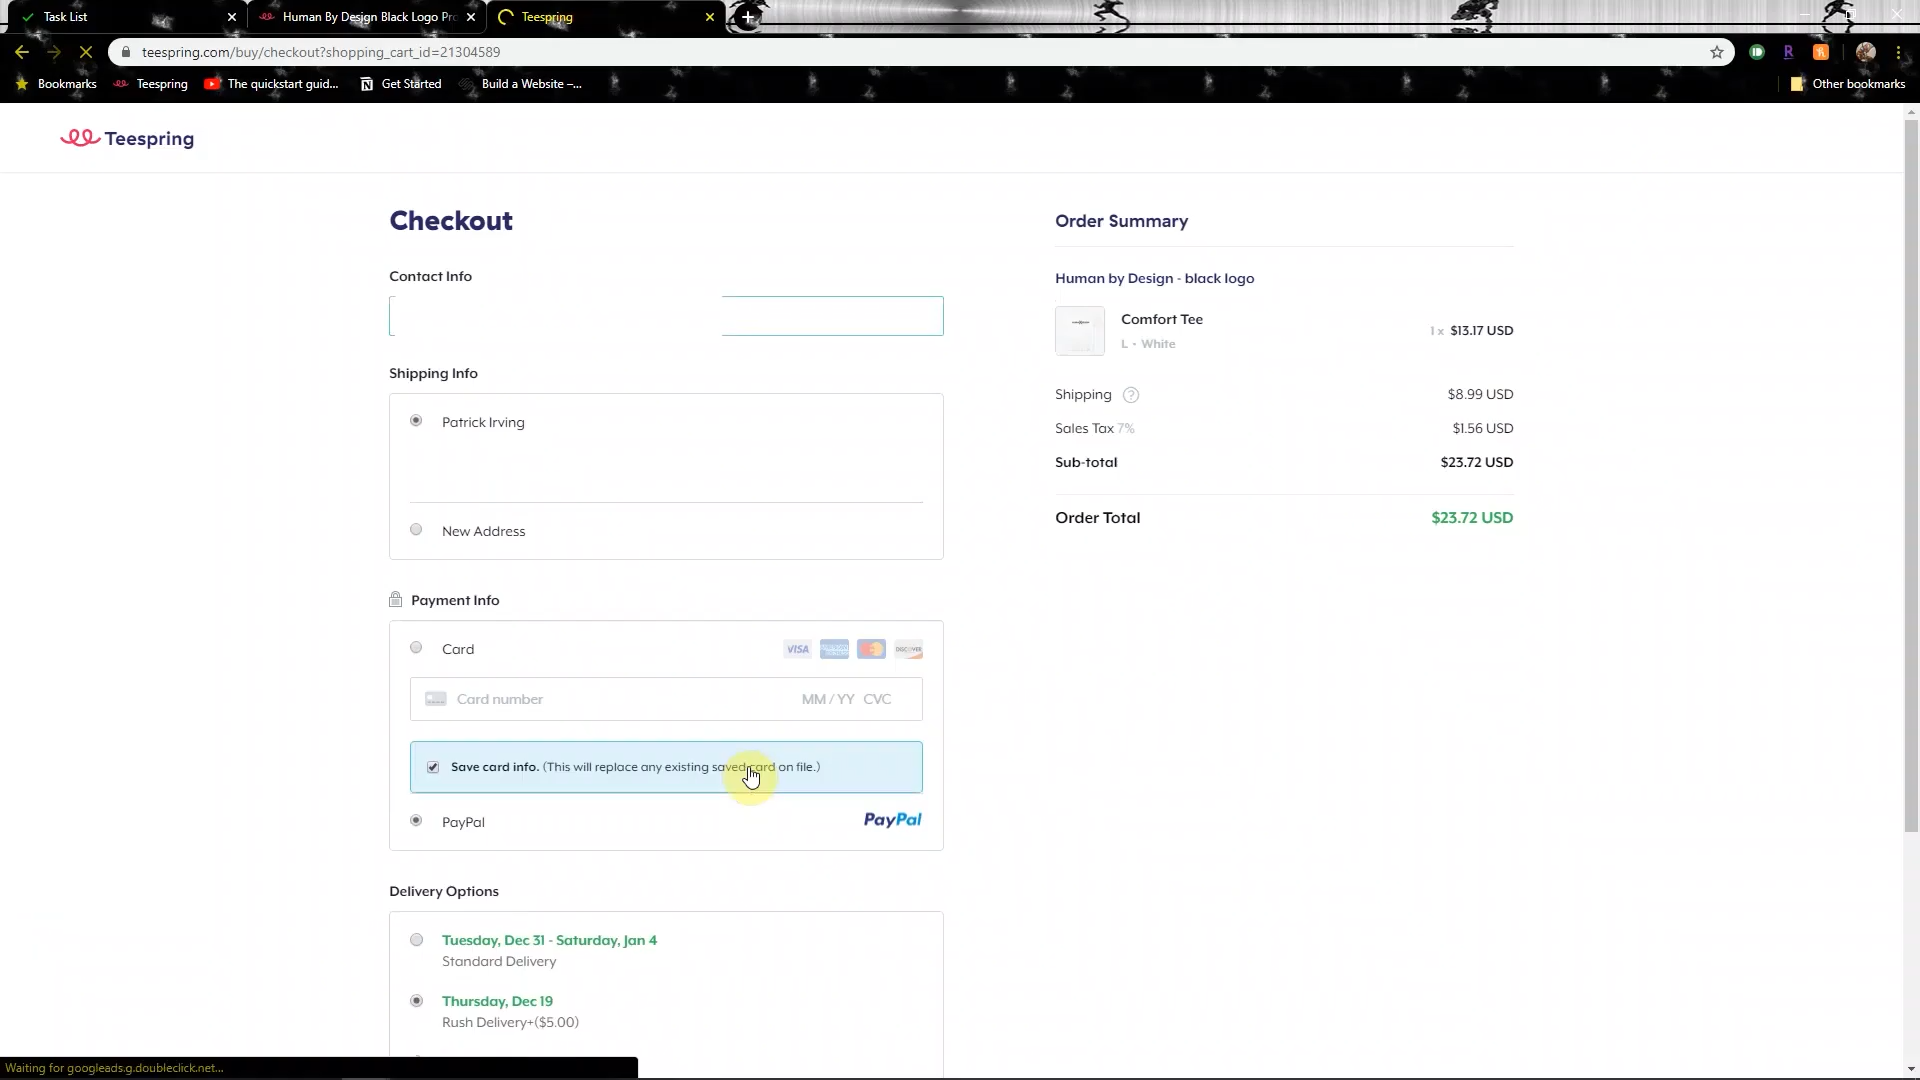 Task List
Human By Design Black Logo Pro
Teespring
teespring.com/buy/checkout?shopping_cart_id=21304589
Bookmarks
Teespring
The quickstart guid...
Get Started
Build a Website –...
Other bookmarks
Teespring
Checkout
Contact Info
Shipping Info
Patrick Irving
New Address
Payment Info
Card
VISA
DISCOVER
Card number
MM / YY CVC
Save card info. (This will replace any existing saved card on file.)
PayPal
PayPal
Delivery Options
Tuesday, Dec 31 - Saturday, Jan 4
Standard Delivery
Thursday, Dec 19
Rush Delivery+($5.00)
Order Summary
Human by Design - black logo
Comfort Tee
1 x $13.17 USD
L • White
Shipping ? $8.99 USD
Sales Tax 7% $1.56 USD
Sub-total $23.72 USD
Order Total $23.72 USD
Waiting for googleads.g.doubleclick.net...